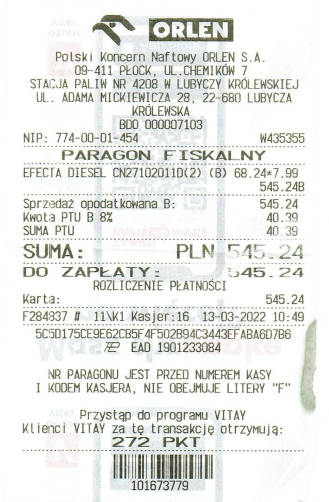 ORLEN
Polski Koncern Naftowy ORLEN S.A.
09-411 PŁOCK, UL.CHEMIKÓW 7
STACJA PALIW NR 4208 W LUBYCZY KRÓLEWSKIEJ
UL. ADAMA MICKIEWICZA 28, 22-680 LUBYCZA
KRÓLEWSKA
BDO 000007103
NIP: 774-00-01-454 W435355
PARAGON FISKALNY
EFECTA DIESEL CN27102011D(2) (B) 68.24*7.99
545.24B
Sprzedaż opodatkowana B: 545.24
Kwota PTU B 8% 40.39
SUMA PTU 40.39
SUMA: PLN 545.24
DO ZAPŁATY: 545.24
ROZLICZENIE PŁATNOŚCI
Karta: 545.24
F284837 # 11\K1 Kasjer:16 13-03-2022 10:49
5C5D175CE9E62CB5F4F502B94C3443EFABA6D7B6
EAD 1901233084
NR PARAGONU JEST PRZED NUMEREM KASY
I KODEM KASJERA, NIE OBEJMUJE LITERY "F"
Przystąp do programu VITAY
Klienci VITAY za tę transakcję otrzymują:
272 PKT
101673779